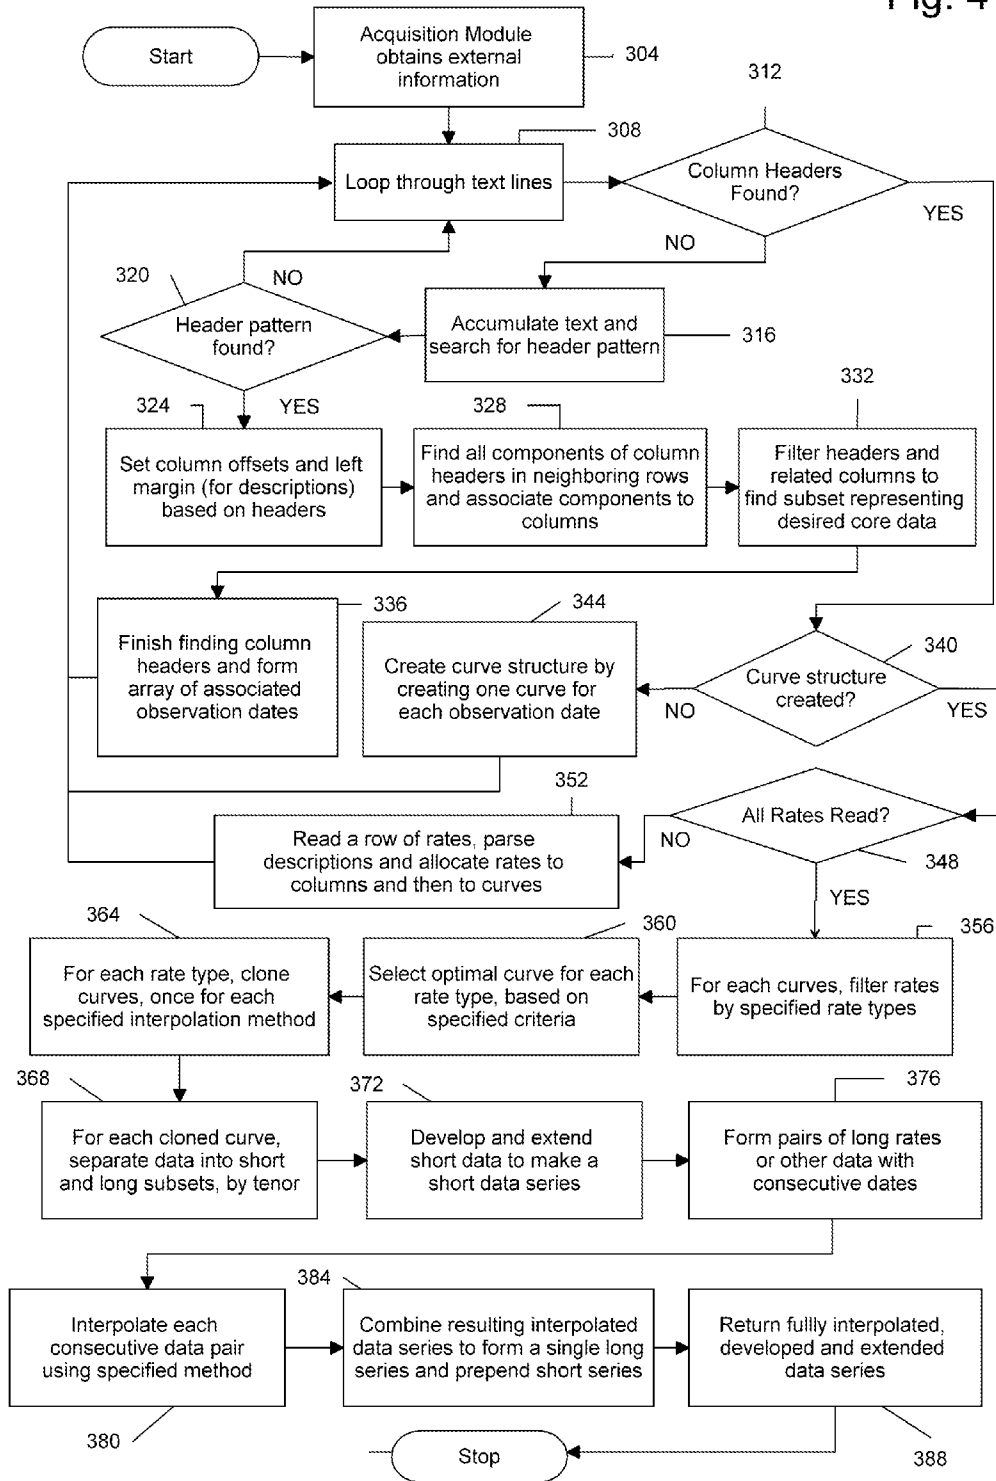 Fig. 4
Start
Acquisition Module
obtains external
information
304
312
308
Loop through text lines
Column Headers
Found?
YES
NO
320
NO
Header pattern
found?
Accumulate text and
search for header pattern
316
332
324
YES
328
Set column offsets and left
margin (for descriptions)
based on headers
Find all components of column
headers in neighboring rows
and associate components to
columns
Filter headers and
related columns to
find subset representing
desired core data
336
344
340
Finish finding column
headers and form
array of associated
observation dates
Create curve structure by
creating one curve for
each observation date
Curve structure
created?
NO
YES
352
All Rates Read?
NO
348
Read a row of rates, parse
descriptions and allocate rates to
columns and then to curves
YES
364
360
356
For each rate type, clone
curves, once for each
specified interpolation method
Select optimal curve for each
rate type, based on
specified criteria
For each curves, filter rates
by specified rate types
368
372
376
For each cloned curve,
separate data into short
and long subsets, by tenor
Develop and extend
short data to make a
short data series
Form pairs of long rates
or other data with
consecutive dates
384
Interpolate each
consecutive data pair
using specified method
Combine resulting interpolated
data series to form a single long
series and prepend short series
Return fullly interpolated,
developed and extended
data series
380
Stop
388